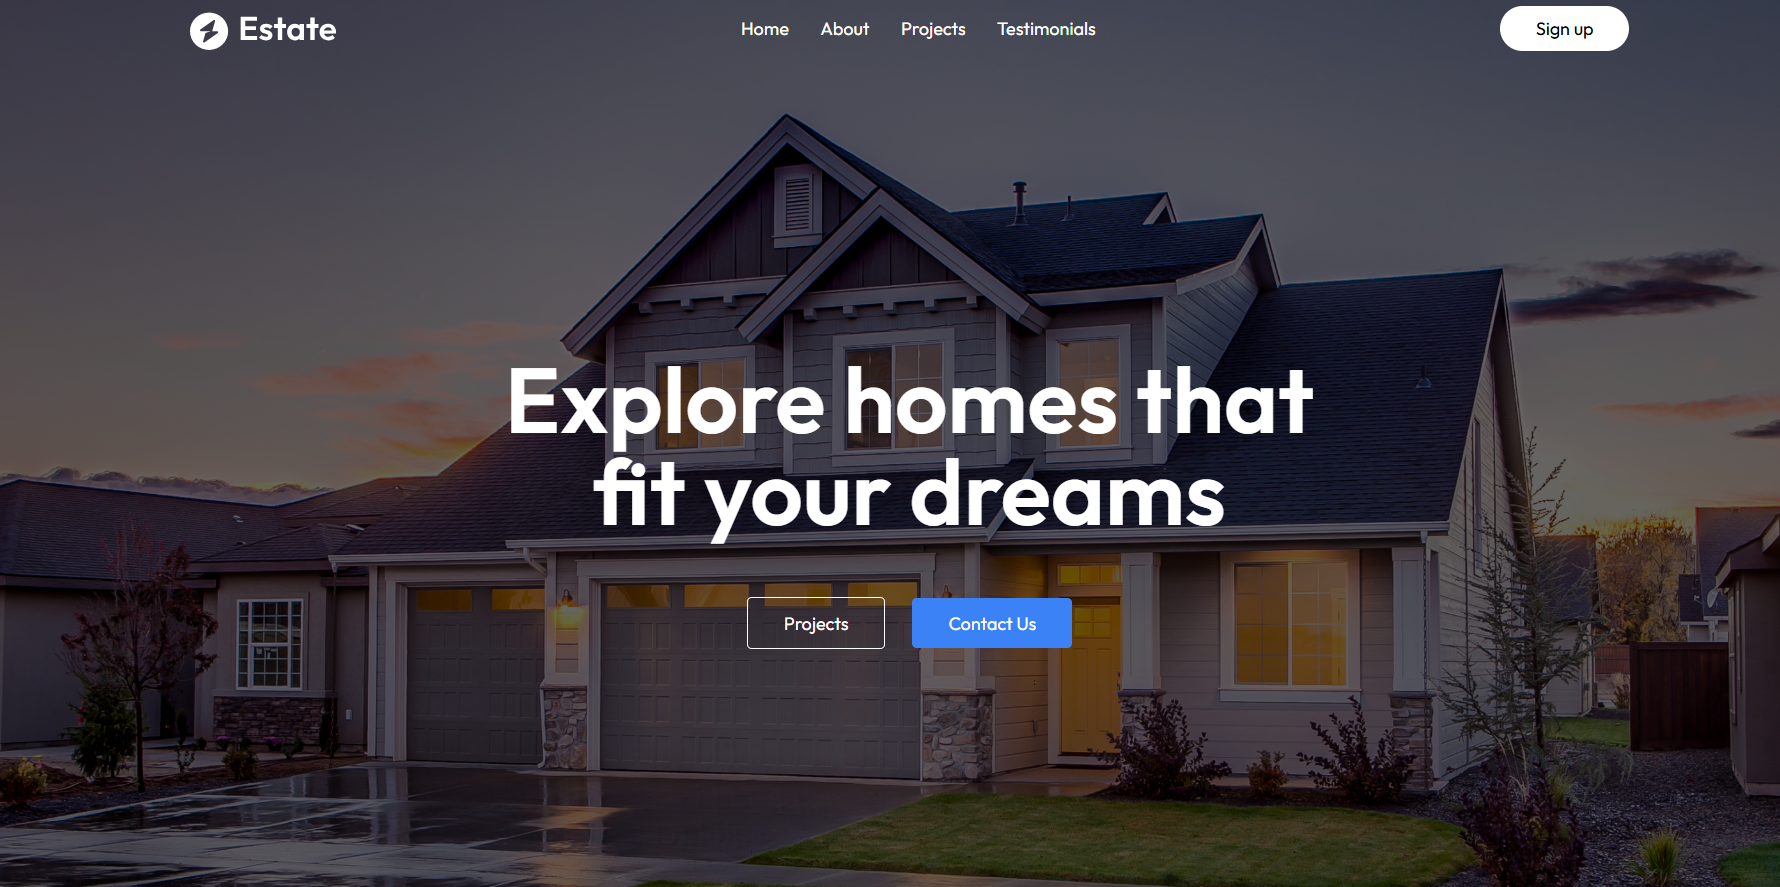 Estate
Home About Projects Testimonials
Sign up
Explore homes that
fit your dreams
Projects
Contact Us